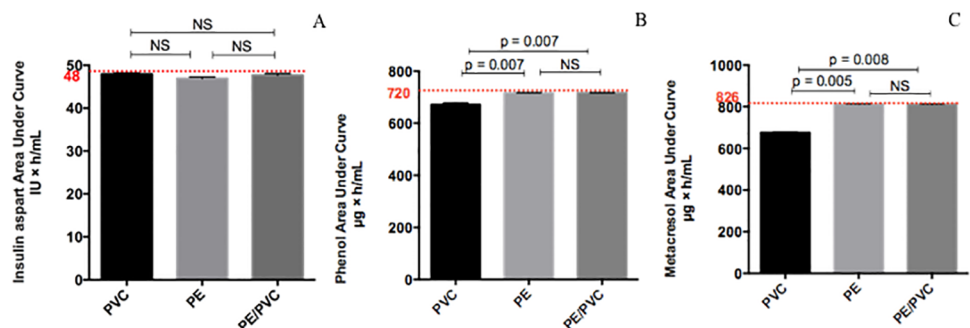 A
NS
NS
NS
Insulin aspart Area Under Curve
IU × h/mL
50
48
40
30
20
10
0
PVC
PE
PE/PVC
B
p = 0.007
p = 0.007
NS
Phenol Area Under Curve
µg × h/mL
800
720
600
400
200
0
PVC
PE
PE/PVC
C
p = 0.008
p = 0.005
NS
Metacresol Area Under Curve
µg × h/mL
1000
826
800
600
400
200
0
PVC
PE
PE/PVC